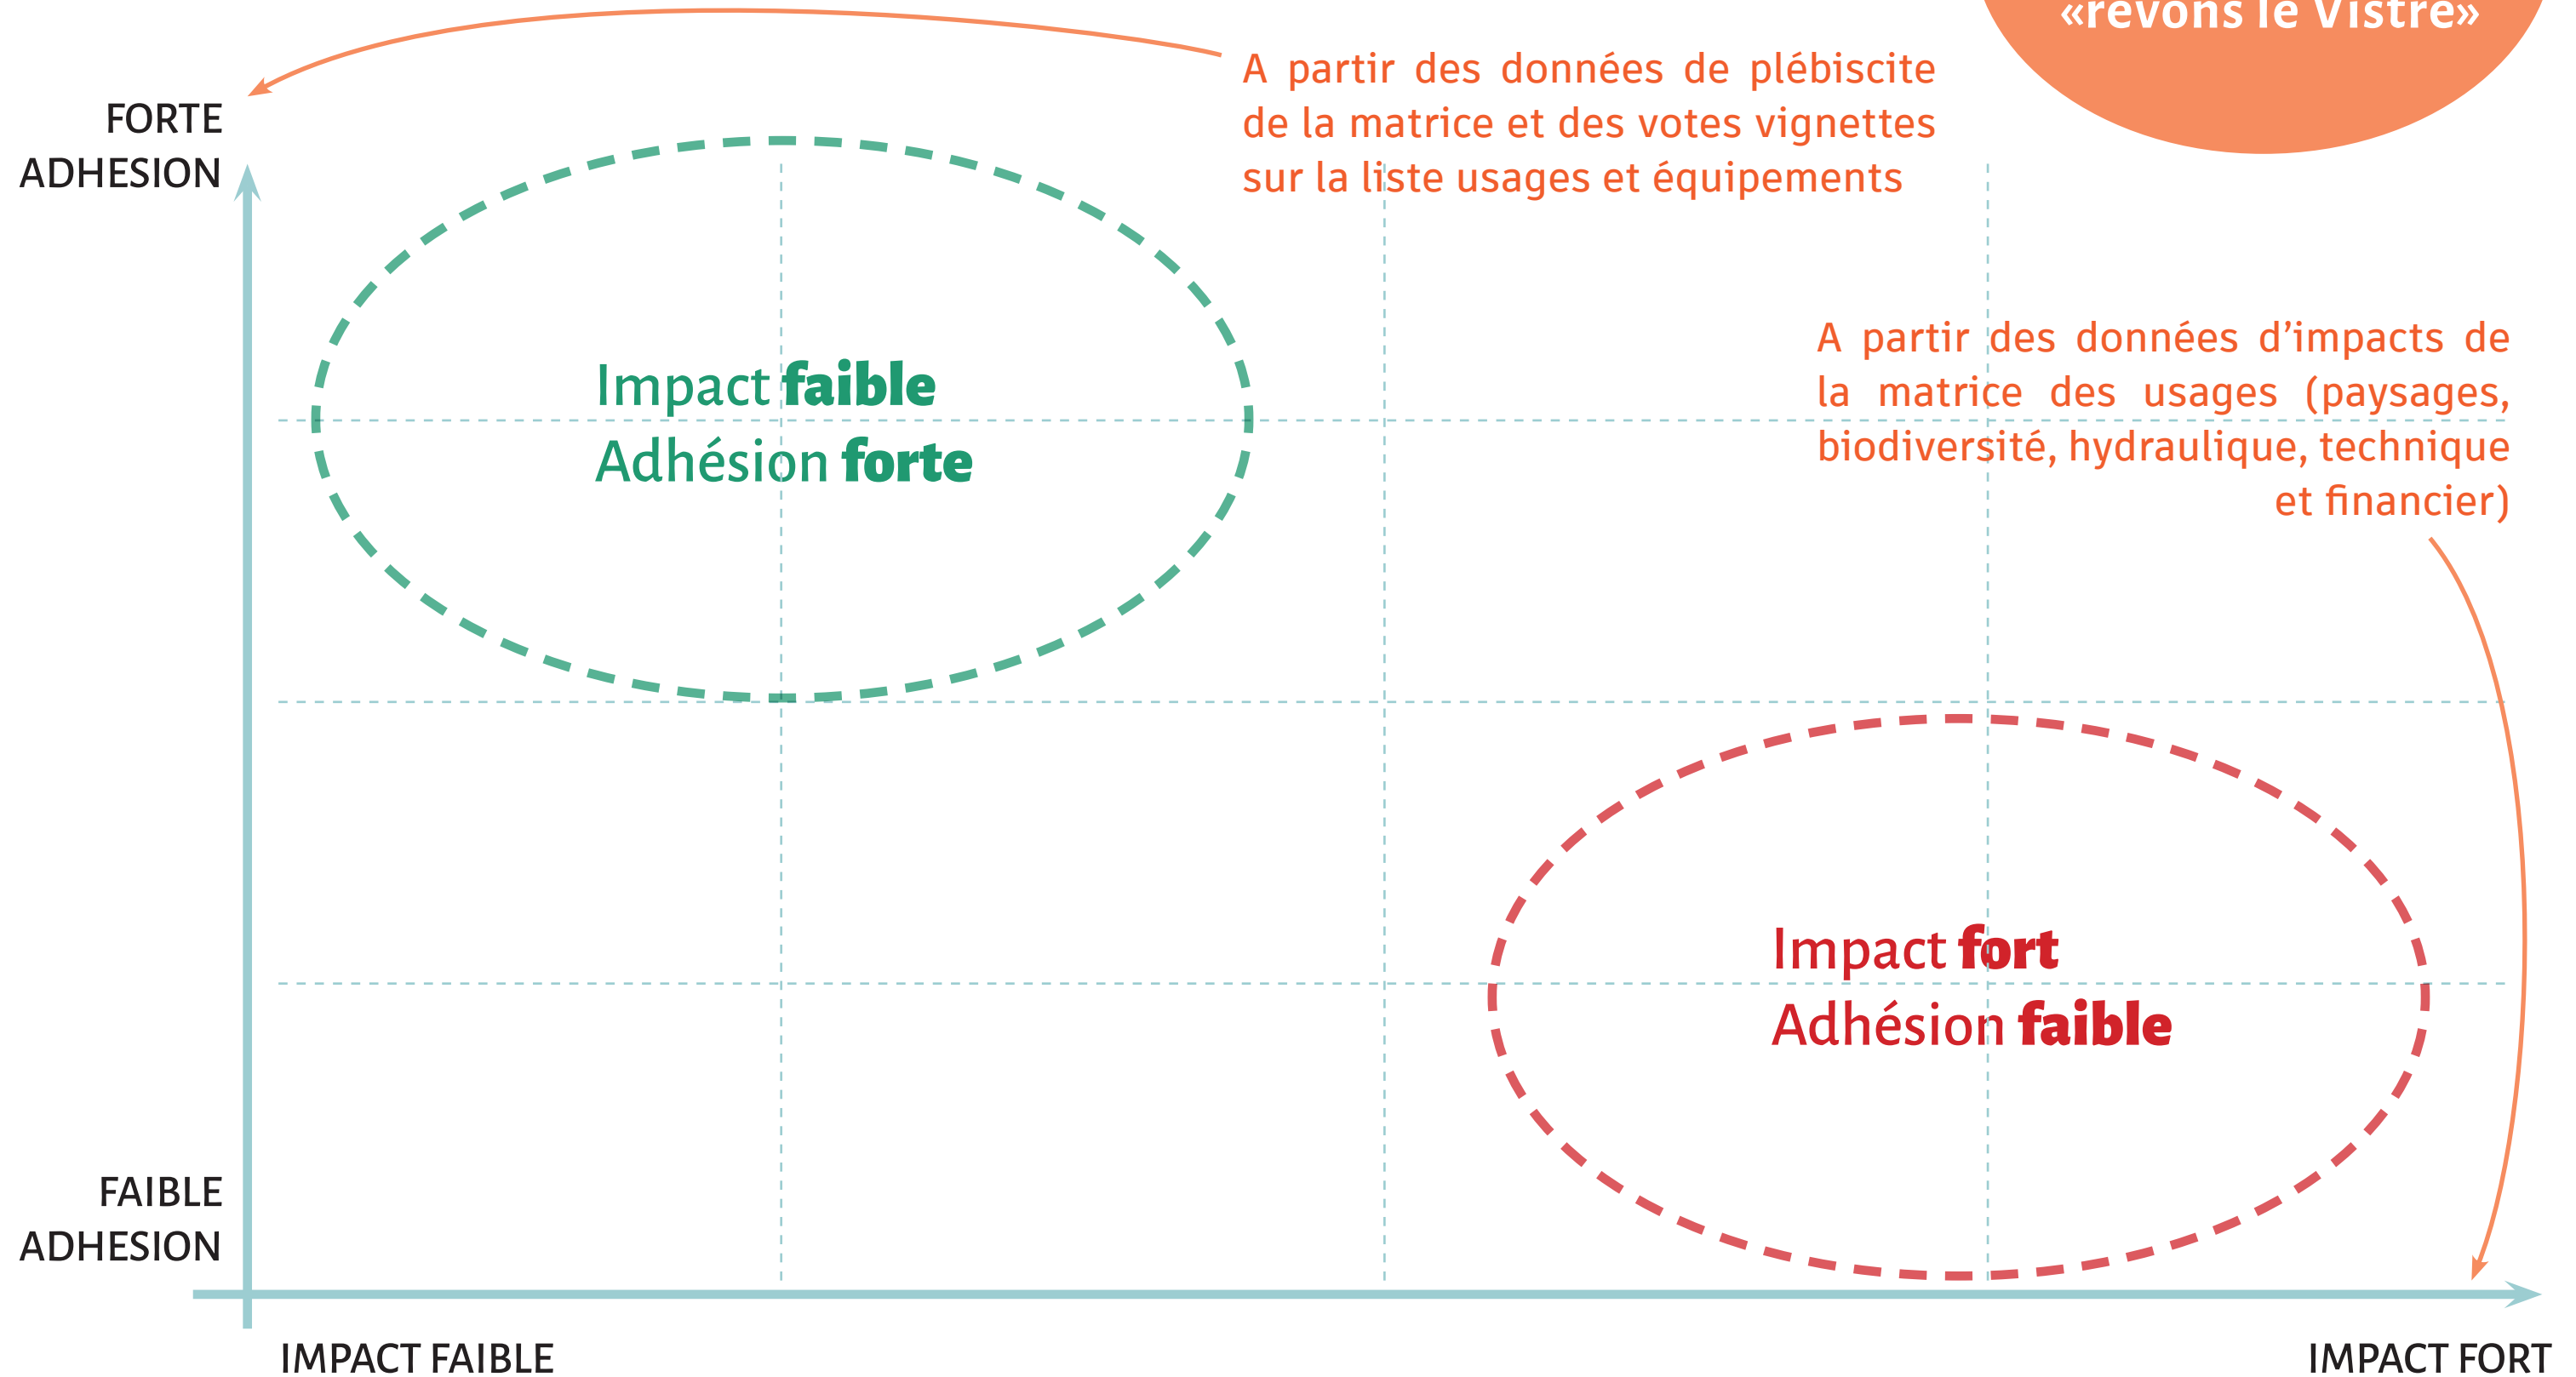 «rêvons le Vistre»
A partir des données de plébiscite
de la matrice et des votes vignettes
sur la liste usages et équipements
FORTE
ADHESION
A partir des données d’impacts de
la matrice des usages (paysages,
biodiversité, hydraulique, technique
et financier)
Impact faible
Adhésion forte
Impact fort
Adhésion faible
FAIBLE
ADHESION
IMPACT FAIBLE
IMPACT FORT